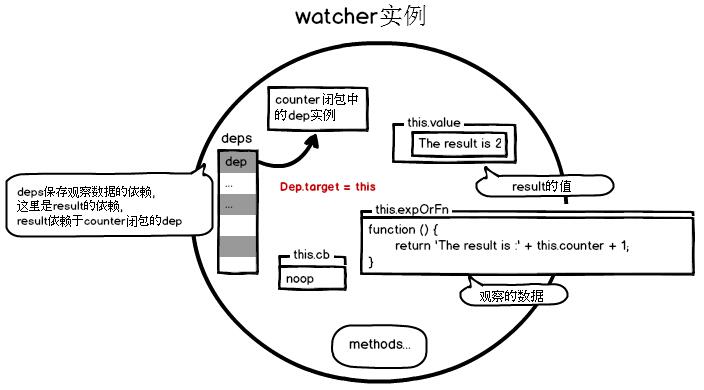 watcher实例
counter闭包中
的dep实例
this.value
The result is 2
deps
dep
...
...
result的值
Dep.target = this
deps保存观察数据的依赖,
这里是result的依赖,
result依赖于counter闭包的dep
this.expOrFn
function () {
return 'The result is :' + this.counter + 1;
}
this.cb
noop
观察的数据
methods...